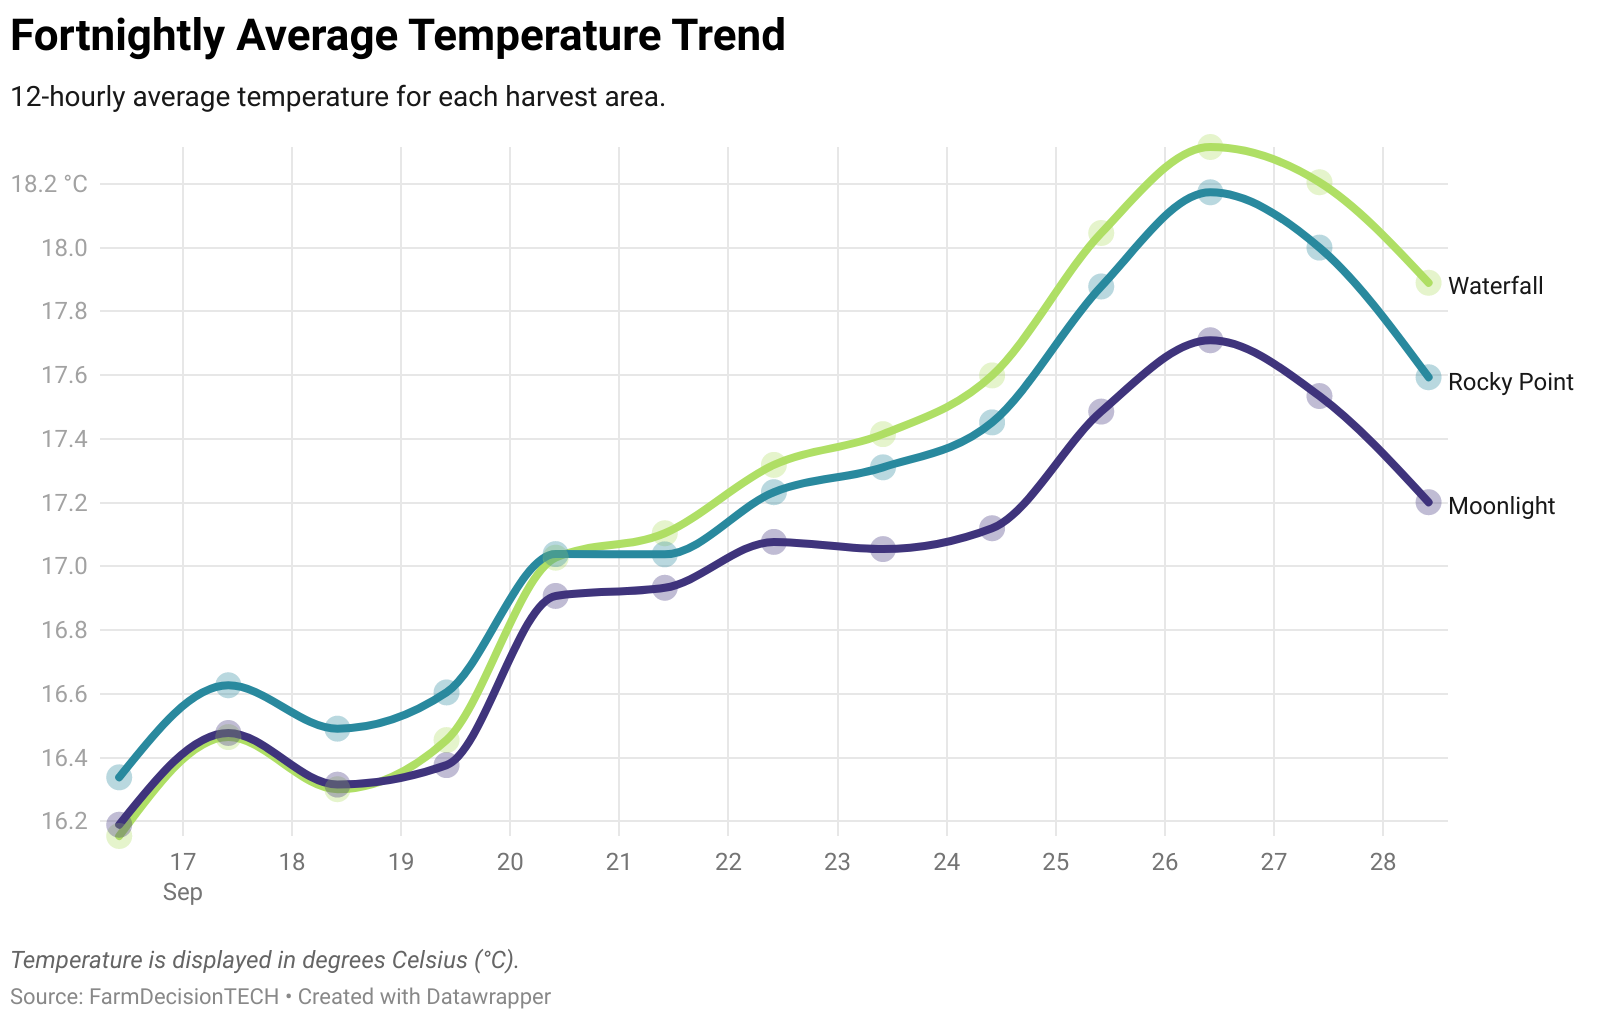 Fortnightly Average Temperature Trend
12-hourly average temperature for each harvest area.
18.2 °C
18.0
17.8
17.6
17.4
17.2
17.0
16.8
16.6
16.4
16.2
Waterfall
Rocky Point
Moonlight
17 18 19 20 21 22 23 24 25 26 27 28
Sep
Temperature is displayed in degrees Celsius (°C).
Source: FarmDecisionTECH • Created with Datawrapper